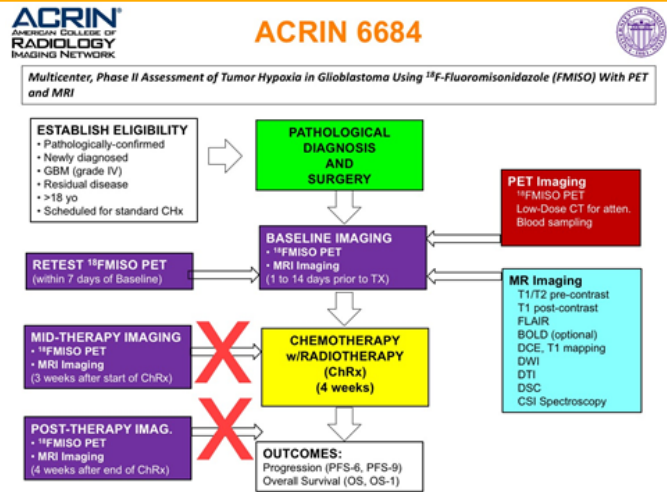 ACRIN®
AMERICAN COLLEGE OF
RADIOLOGY
IMAGING NETWORK
ACRIN 6684
Multicenter, Phase II Assessment of Tumor Hypoxia in Glioblastoma Using ¹⁸F-Fluoromisonidazole (FMISO) With PET
and MRI
ESTABLISH ELIGIBILITY
• Pathologically-confirmed
• Newly diagnosed
• GBM (grade IV)
• Residual disease
• >18 yo
• Scheduled for standard CHx
PATHOLOGICAL
DIAGNOSIS
AND
SURGERY
PET Imaging
¹⁸FMISO PET
Low-Dose CT for atten.
Blood sampling
BASELINE IMAGING
• ¹⁸FMISO PET
• MRI Imaging
(1 to 14 days prior to TX)
RETEST ¹⁸FMISO PET
(within 7 days of Baseline)
MR Imaging
T1/T2 pre-contrast
T1 post-contrast
FLAIR
BOLD (optional)
DCE, T1 mapping
DWI
DTI
DSC
CSI Spectroscopy
MID-THERAPY IMAGING
• ¹⁸FMISO PET
• MRI Imaging
(3 weeks after start of ChRx)
X
CHEMOTHERAPY
w/RADIOTHERAPY
(ChRx)
(4 weeks)
POST-THERAPY IMAG.
• ¹⁸FMISO PET
• MRI Imaging
(4 weeks after end of ChRx)
X
OUTCOMES:
Progression (PFS-6, PFS-9)
Overall Survival (OS, OS-1)